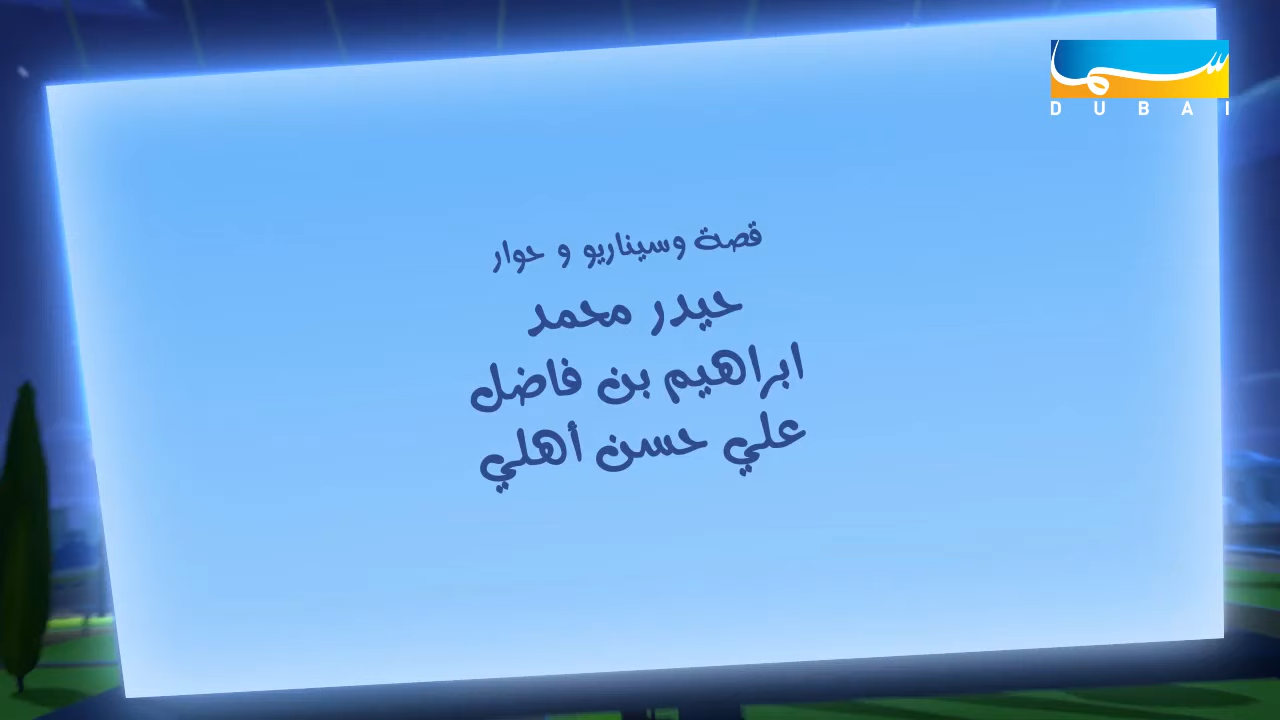 سما
DUBAI
قصة وسيناريو و حوار
حيدر محمد
ابراهيم بن فاضل
علي حسن أهلي